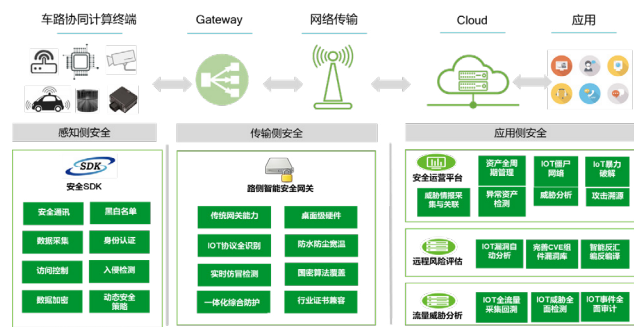 车路协同计算终端
Gateway
网络传输
Cloud
应用
感知侧安全
传输侧安全
应用侧安全
SDK
安全SDK
安全通讯
黑白名单
数据采集
身份认证
访问控制
入侵检测
数据加密
动态安全
策略
路侧智能安全网关
传统网关能力
桌面级硬件
IOT协议全识别
防水防尘宽温
实时仿冒检测
国密算法覆盖
一体化综合防护
行业证书兼容
安全运营平台
资产全周
期管理
IOT僵尸
网络
IoT暴力
破解
威胁情报采
集与关联
异常资产
检测
威胁分析
攻击溯源
远程风险评估
IOT漏洞自
动分析
完善CVE组
件漏洞库
智能反汇
编反编译
流量威胁分析
IOT全流量
采集回溯
IOT威胁全
面检测
IOT事件全
面审计